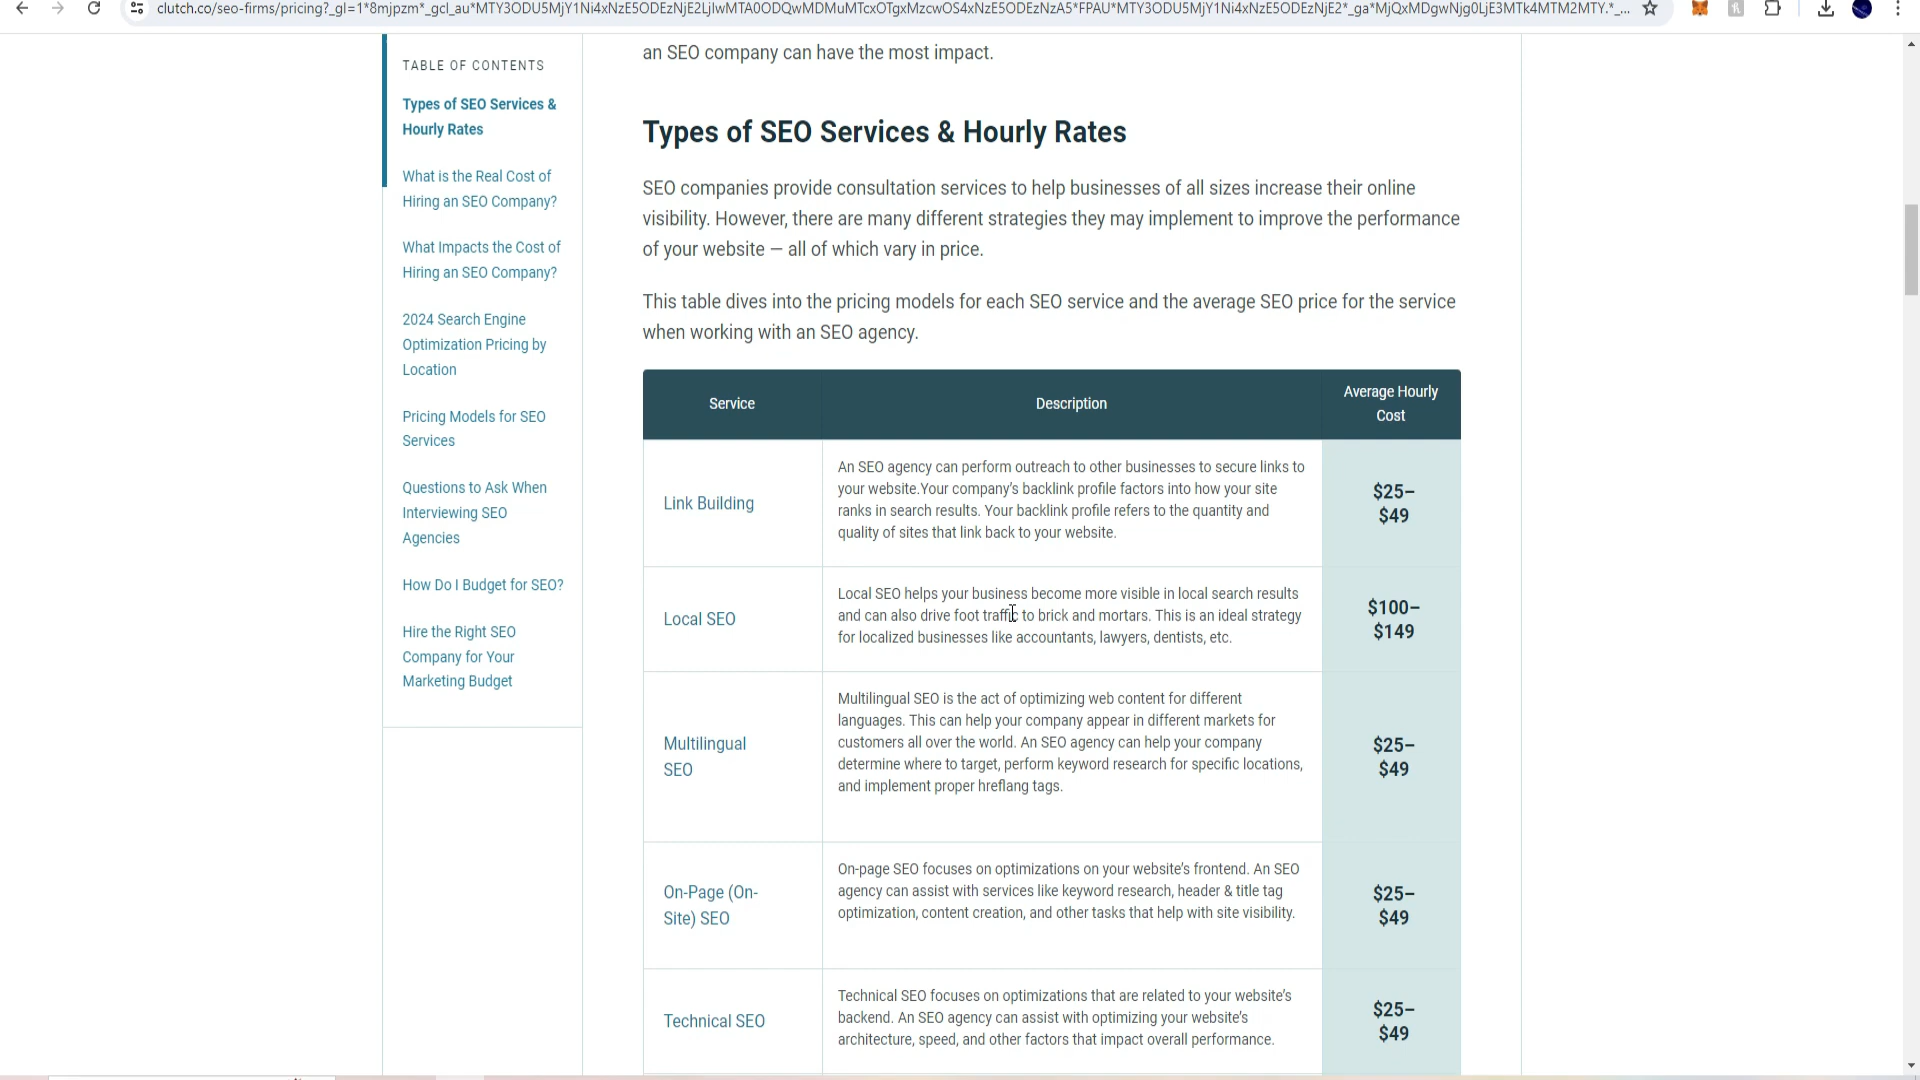 an SEO company can have the most impact.
TABLE OF CONTENTS
Types of SEO Services &
Hourly Rates
What is the Real Cost of
Hiring an SEO Company?
What Impacts the Cost of
Hiring an SEO Company?
2024 Search Engine
Optimization Pricing by
Location
Pricing Models for SEO
Services
Questions to Ask When
Interviewing SEO
Agencies
How Do I Budget for SEO?
Hire the Right SEO
Company for Your
Marketing Budget
Types of SEO Services & Hourly Rates
SEO companies provide consultation services to help businesses of all sizes increase their online
visibility. However, there are many different strategies they may implement to improve the performance
of your website — all of which vary in price.
This table dives into the pricing models for each SEO service and the average SEO price for the service
when working with an SEO agency.
Service
Description
Average Hourly
Cost
Link Building
An SEO agency can perform outreach to other businesses to secure links to
your website.Your company's backlink profile factors into how your site
ranks in search results. Your backlink profile refers to the quantity and
quality of sites that link back to your website.
$25–
$49
Local SEO
Local SEO helps your business become more visible in local search results
and can also drive foot traffic to brick and mortars. This is an ideal strategy
for localized businesses like accountants, lawyers, dentists, etc.
$100–
$149
Multilingual
SEO
Multilingual SEO is the act of optimizing web content for different
languages. This can help your company appear in different markets for
customers all over the world. An SEO agency can help your company
determine where to target, perform keyword research for specific locations,
and implement proper hreflang tags.
$25–
$49
On-Page (On-
Site) SEO
On-page SEO focuses on optimizations on your website's frontend. An SEO
agency can assist with services like keyword research, header & title tag
optimization, content creation, and other tasks that help with site visibility.
$25–
$49
Technical SEO
Technical SEO focuses on optimizations that are related to your website's
backend. An SEO agency can assist with optimizing your website's
architecture, speed, and other factors that impact overall performance.
$25–
$49